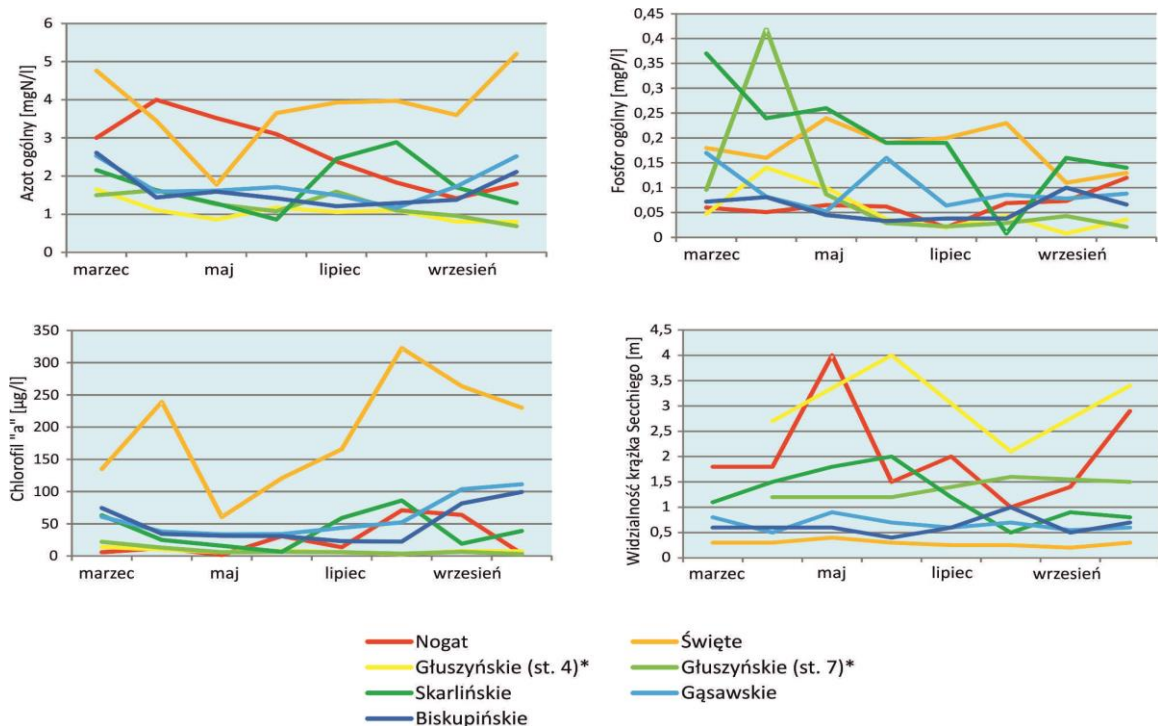 Azot ogólny [mgN/l]
6
5
4
3
2
1
0
marzec maj lipiec wrzesień
Fosfor ogólny [mgP/l]
0,45
0,4
0,35
0,3
0,25
0,2
0,15
0,1
0,05
0
marzec maj lipiec wrzesień
Chlorofil "a" [µg/l]
350
300
250
200
150
100
50
0
marzec maj lipiec wrzesień
Widzialność krążka Secchiego [m]
4,5
4
3,5
3
2,5
2
1,5
1
0,5
0
marzec maj lipiec wrzesień
Nogat Święte
Głuszyńskie (st. 4)* Głuszyńskie (st. 7)*
Skarlińskie Gąsawskie
Biskupińskie